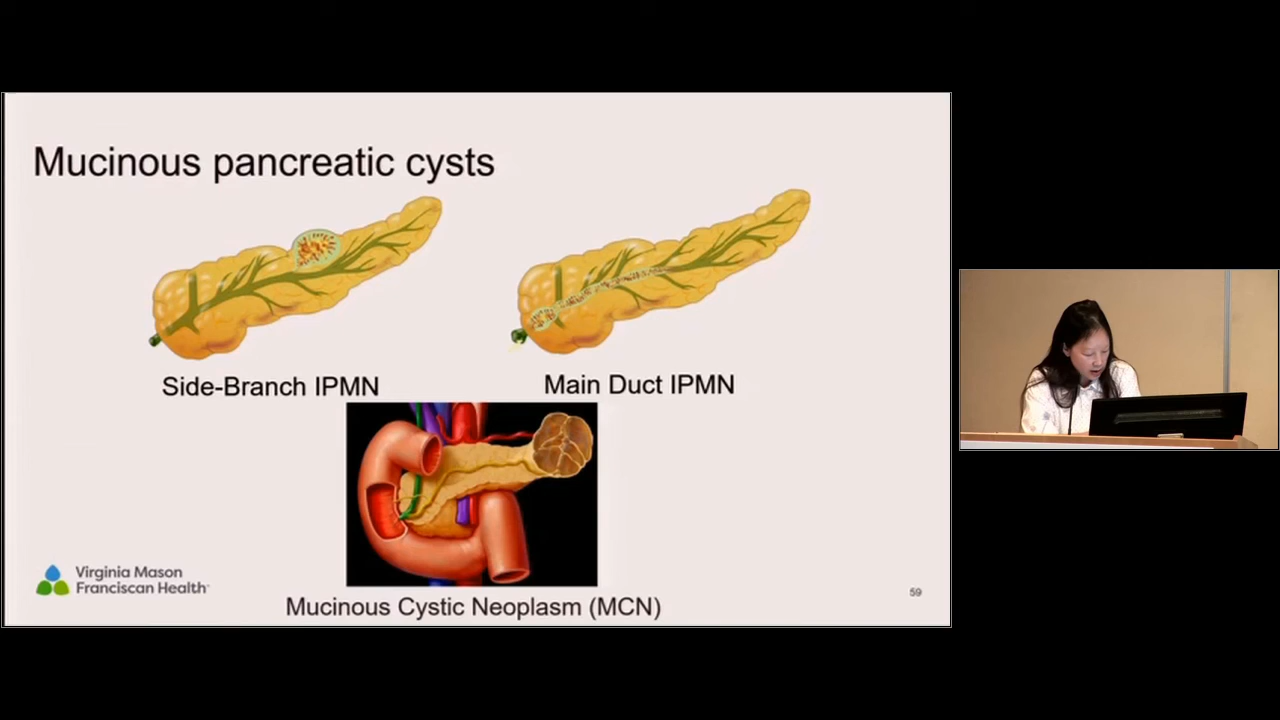 Mucinous pancreatic cysts
Side-Branch IPMN
Main Duct IPMN
Mucinous Cystic Neoplasm (MCN)
Virginia Mason
Franciscan Health
59